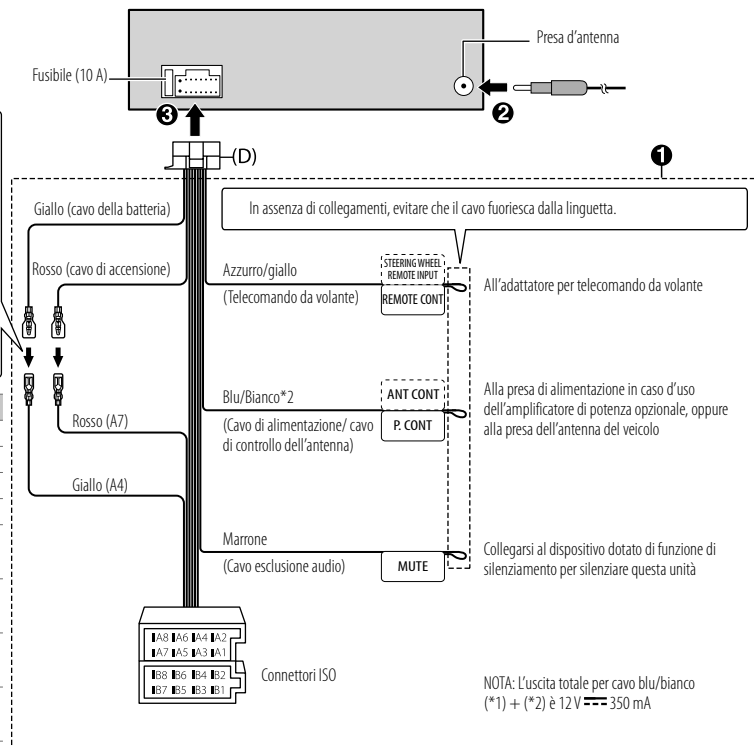 Presa d'antenna
Fusibile (10 A)
❸
❷
(D)
❶
Giallo (cavo della batteria)
In assenza di collegamenti, evitare che il cavo fuoriesca dalla linguetta.
Rosso (cavo di accensione)
Azzurro/giallo
(Telecomando da volante)
STEERING WHEEL
REMOTE INPUT
REMOTE CONT
All'adattatore per telecomando da volante
Blu/Bianco*2
(Cavo di alimentazione/ cavo
di controllo dell'antenna)
ANT CONT
P. CONT
Alla presa di alimentazione in caso d'uso
dell'amplificatore di potenza opzionale, oppure
alla presa dell'antenna del veicolo
Rosso (A7)
Giallo (A4)
Marrone
(Cavo esclusione audio)
MUTE
Collegarsi al dispositivo dotato di funzione di
silenziamento per silenziare questa unità
A8 A6 A4 A2
A7 A5 A3 A1
B8 B6 B4 B2
B7 B5 B3 B1
Connettori ISO
NOTA: L'uscita totale per cavo blu/bianco
(*1) + (*2) è 12 V ⎓ 350 mA